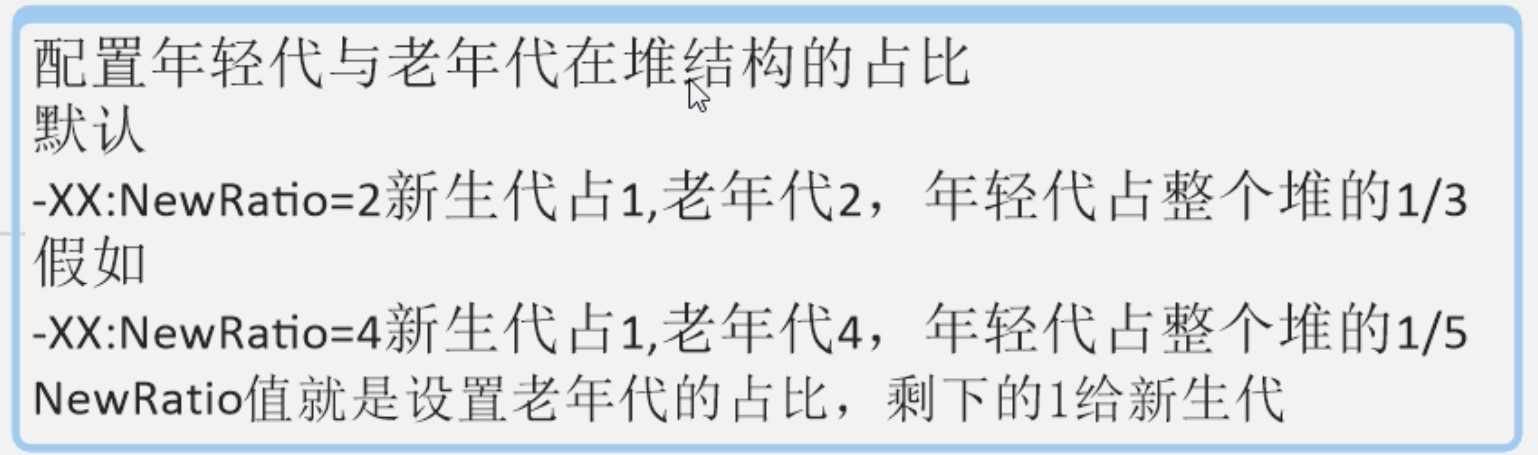 配置年轻代与老年代在堆结构的占比
默认
-XX:NewRatio=2新生代占1,老年代2，年轻代占整个堆的1/3
假如
-XX:NewRatio=4新生代占1,老年代4，年轻代占整个堆的1/5
NewRatio值就是设置老年代的占比，剩下的1给新生代